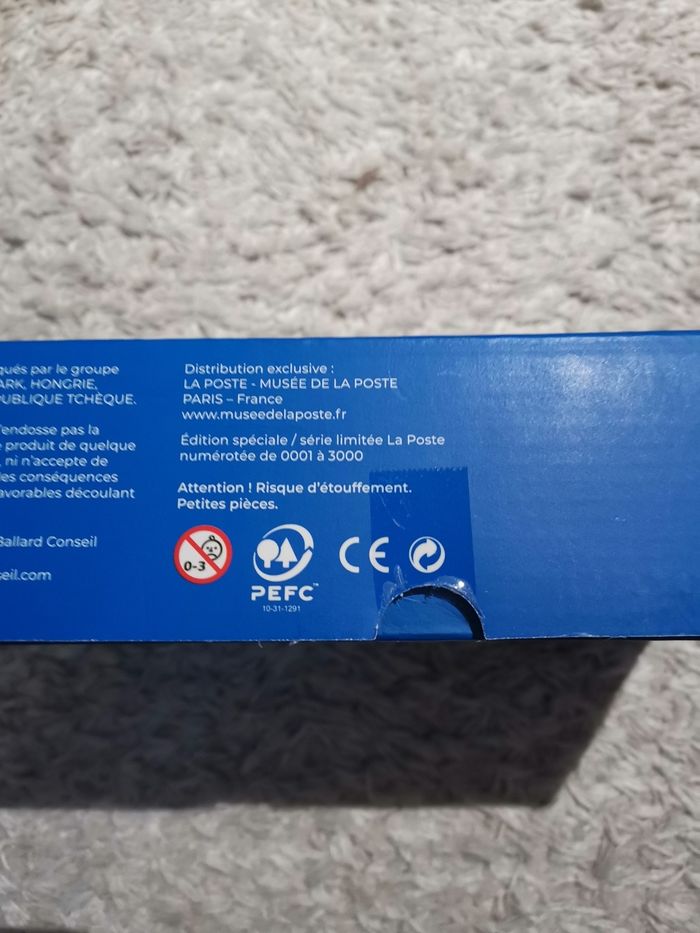 qués par le groupe
ARK, HONGRIE,
PUBLIQUE TCHÈQUE.
'endosse pas la
produit de quelque
, ni n'accepte de
les conséquences
avorables découlant
Ballard Conseil
seil.com
Distribution exclusive :
LA POSTE - MUSÉE DE LA POSTE
PARIS – France
www.museedelaposte.fr
Édition spéciale / série limitée La Poste
numérotée de 0001 à 3000
Attention ! Risque d'étouffement.
Petites pièces.
0-3
PEFC™
10-31-1291
CE